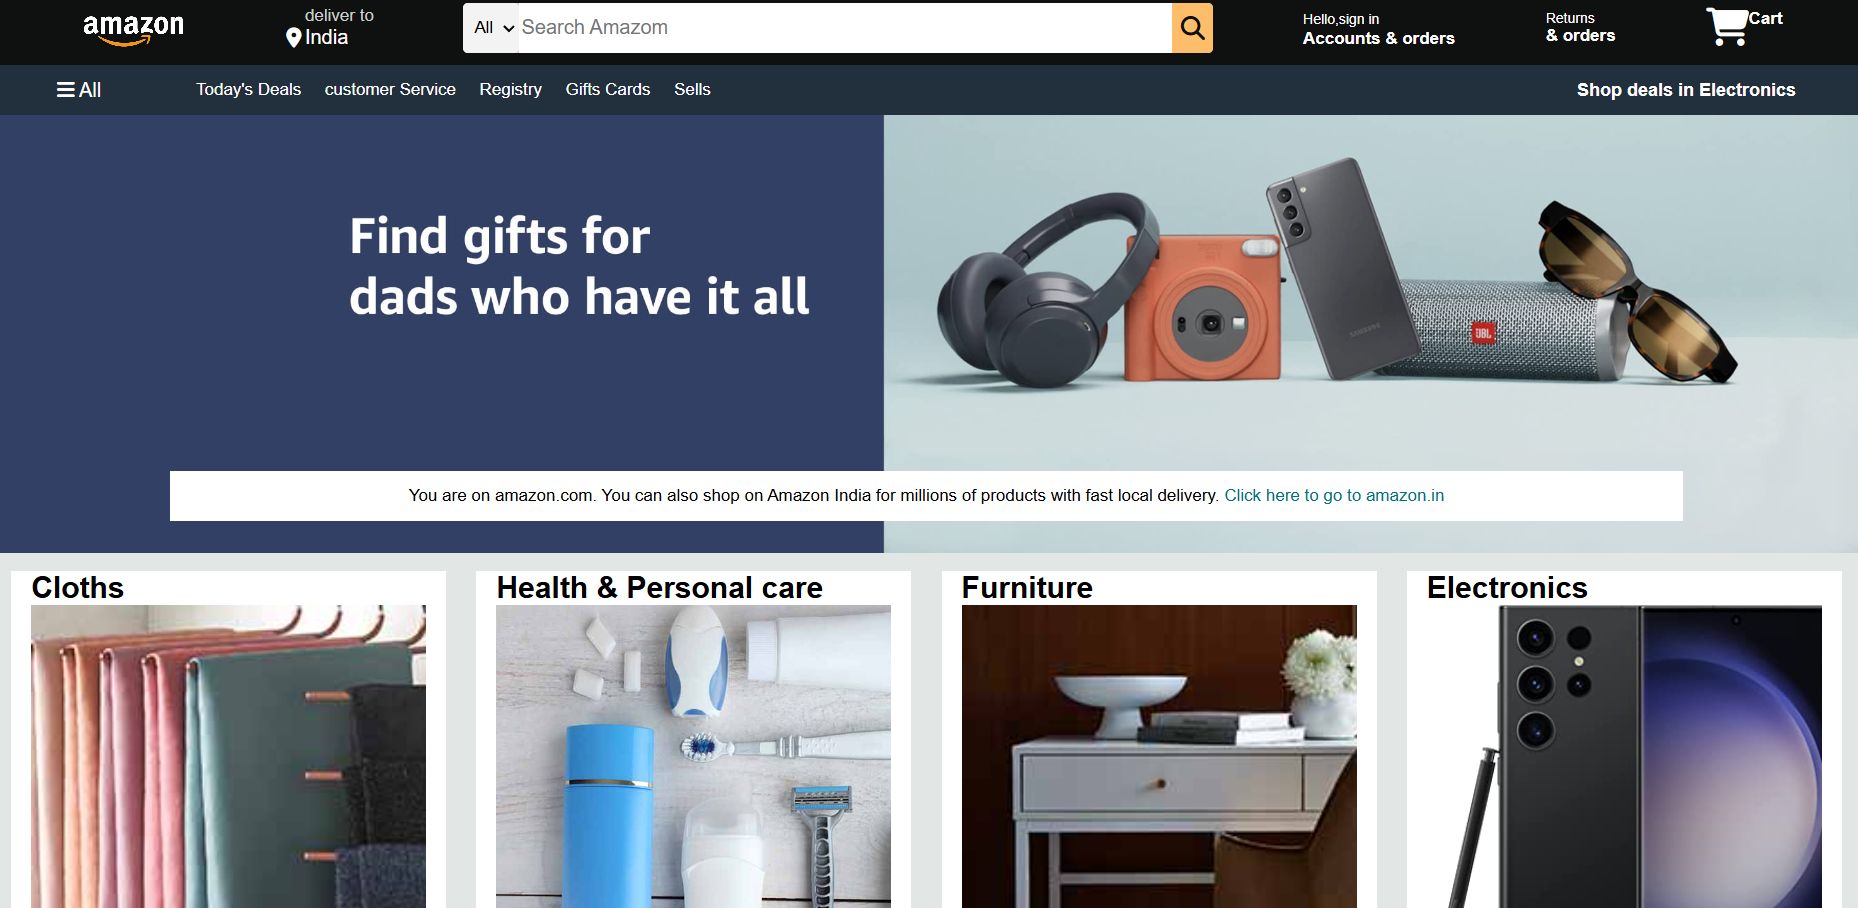 amazon
deliver to
India
All
Search Amazom
Hello,sign in
Accounts & orders
Returns
& orders
Cart
All
Today's Deals
customer Service
Registry
Gifts Cards
Sells
Shop deals in Electronics
Find gifts for
dads who have it all
SAMSUNG
JBL
You are on amazon.com. You can also shop on Amazon India for millions of products with fast local delivery. Click here to go to amazon.in
Cloths
Health & Personal care
Furniture
Electronics